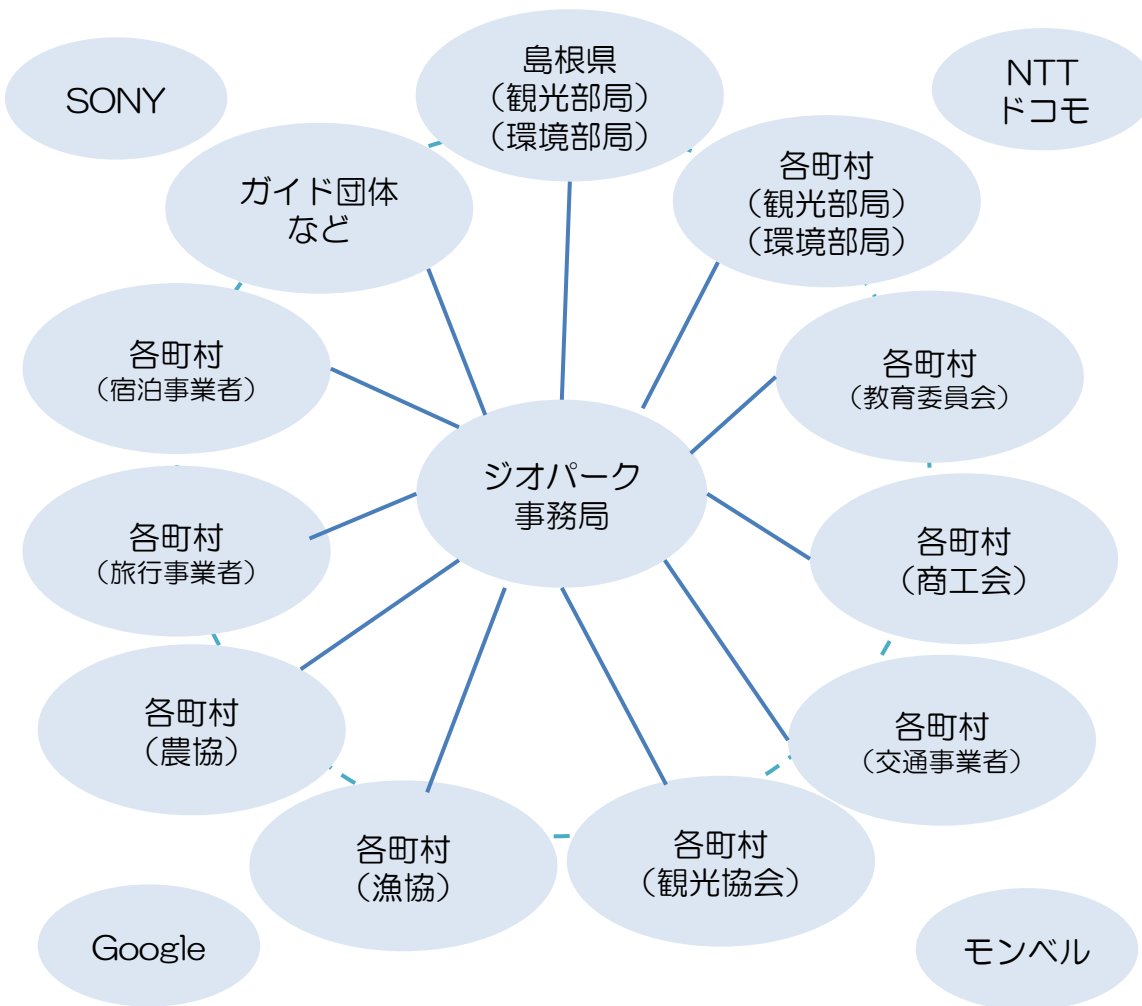 島根県
（観光部局）
（環境部局）
SONY
NTT
ドコモ
ガイド団体
など
各町村
（観光部局）
（環境部局）
各町村
（宿泊事業者）
各町村
（教育委員会）
ジオパーク
事務局
各町村
（旅行事業者）
各町村
（商工会）
各町村
（農協）
各町村
（交通事業者）
各町村
（漁協）
各町村
（観光協会）
Google
モンベル